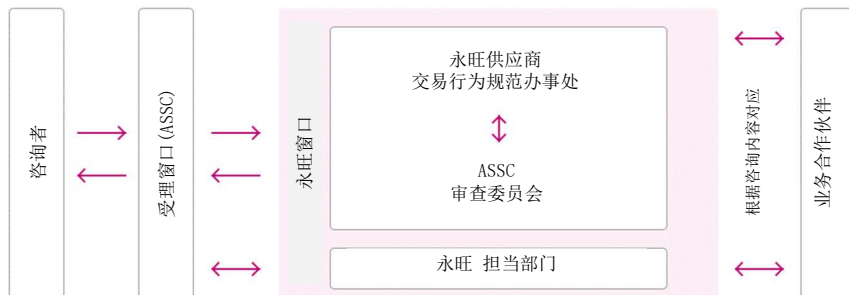 咨询者
受理窗口(ASSC)
永旺窗口
永旺供应商
交易行为规范办事处
ASSC
审查委员会
永旺 担当部门
根据咨询内容对应
业务合作伙伴